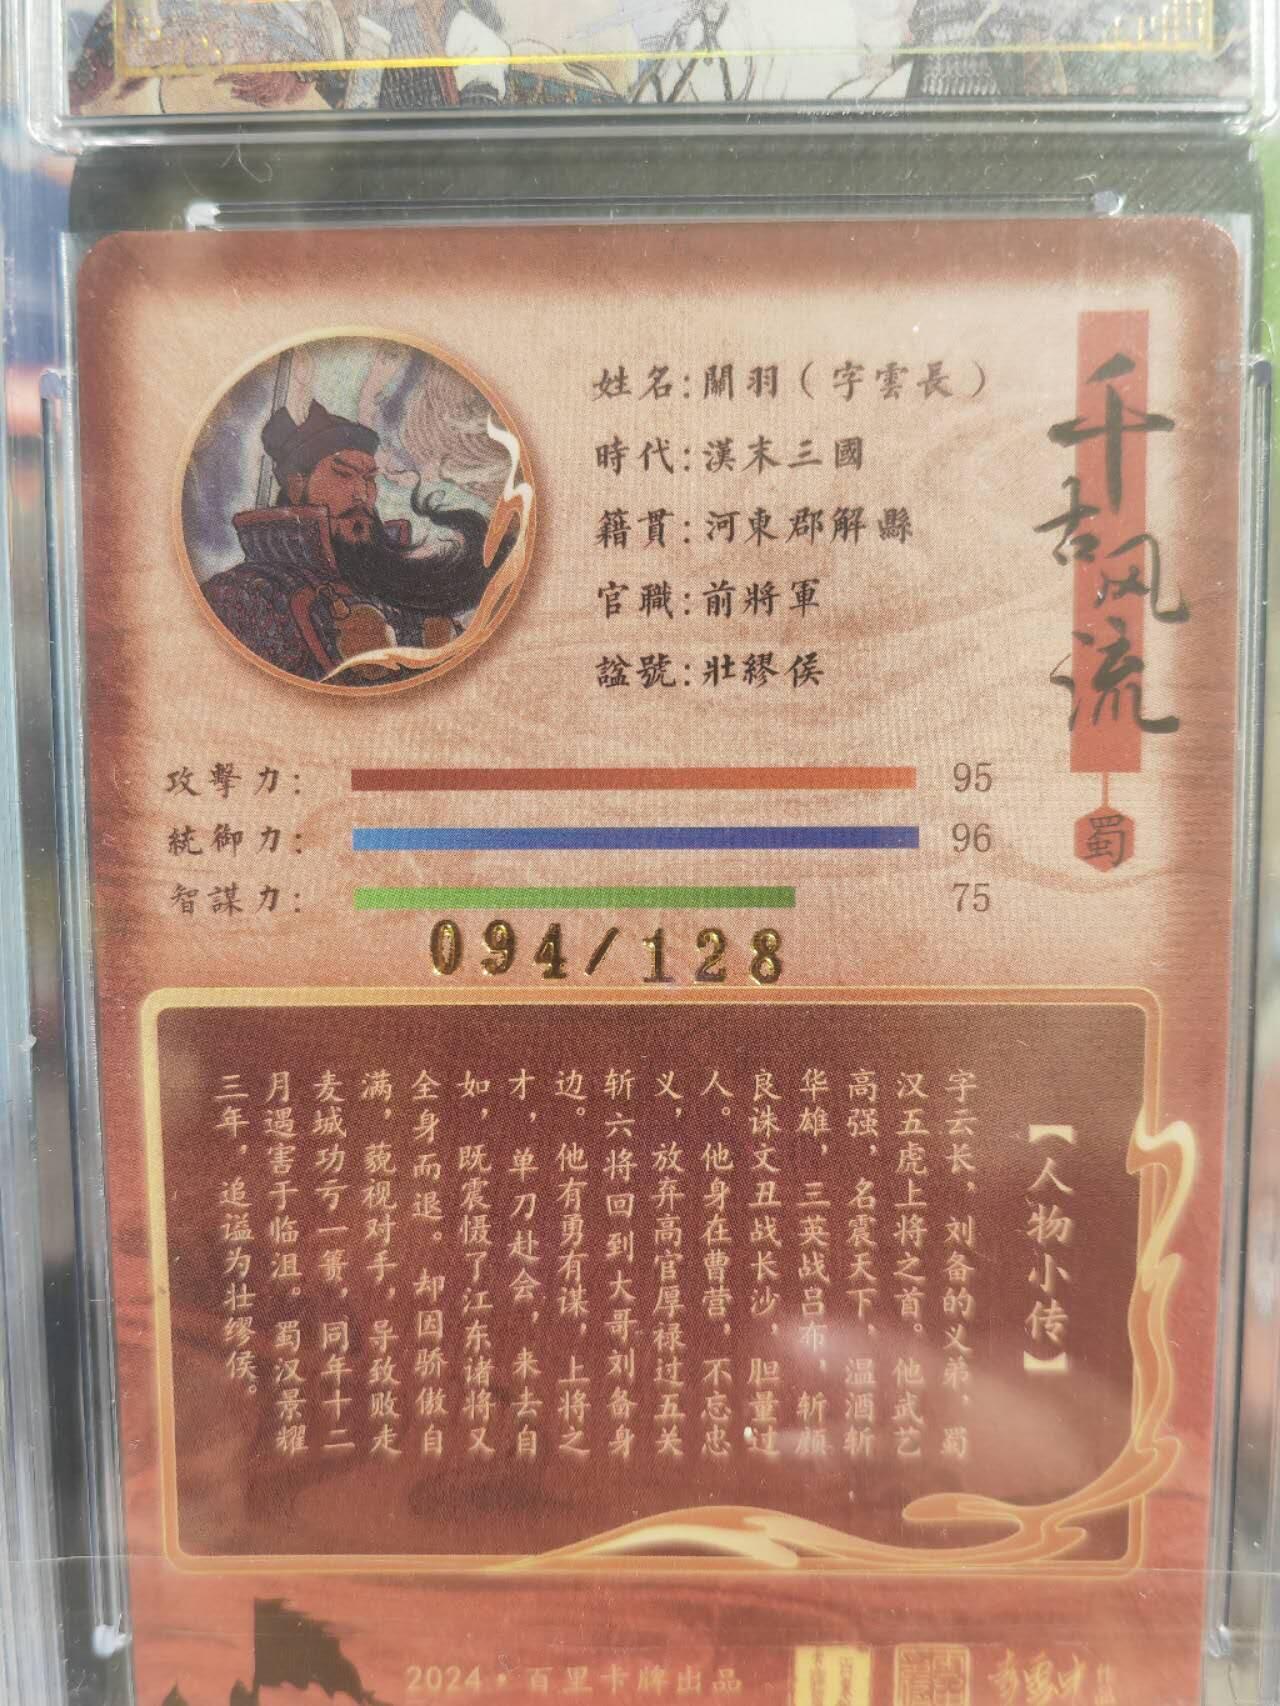 姓名：關羽（字雲長）
時代：漢末三國
籍貫：河東郡解縣
官職：前將軍
諡號：壯繆侯
千古风流
蜀
攻擊力： 95
統御力： 96
智謀力： 75
094/128
【人物小传】
字云长，刘备的义弟，蜀
汉五虎上将之首。他武艺
高强，名震天下，温酒斩
华雄，三英战吕布，斩颜
良诛文丑战长沙，胆量过
人。他身在曹营，不忘忠
义，放弃高官厚禄过五关
斩六将回到大哥刘备身
边。他有勇有谋，上将之
才，单刀赴会，来去自
如，既震慑了江东诸将又
全身而退。却因骄傲自
满，藐视对手，导致败走
麦城功亏一篑，同年十二
月遇害于临沮。蜀汉景耀
三年，追谥为壮缪侯。
2024，百里卡牌出品